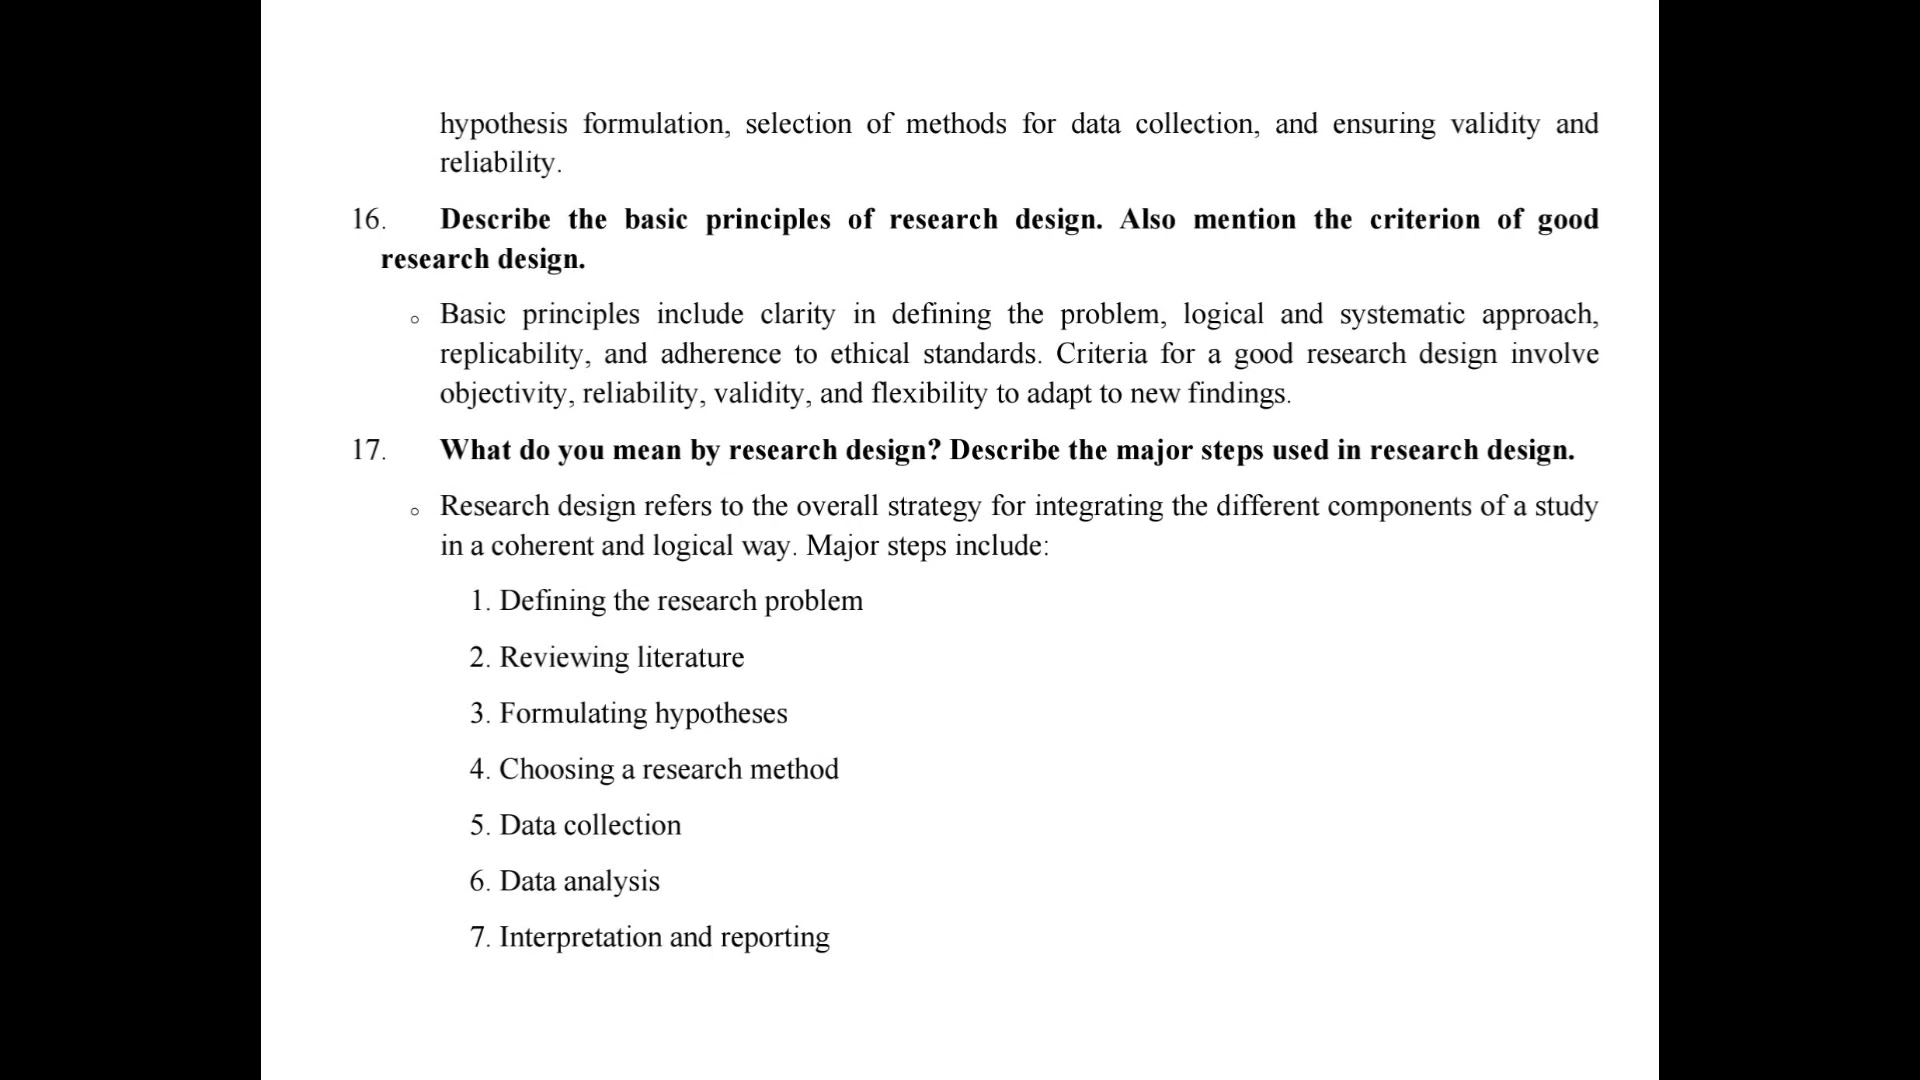 hypothesis formulation, selection of methods for data collection, and ensuring validity and
reliability.
16. Describe the basic principles of research design. Also mention the criterion of good
research design.
○ Basic principles include clarity in defining the problem, logical and systematic approach,
replicability, and adherence to ethical standards. Criteria for a good research design involve
objectivity, reliability, validity, and flexibility to adapt to new findings.
17. What do you mean by research design? Describe the major steps used in research design.
○ Research design refers to the overall strategy for integrating the different components of a study
in a coherent and logical way. Major steps include:
1. Defining the research problem
2. Reviewing literature
3. Formulating hypotheses
4. Choosing a research method
5. Data collection
6. Data analysis
7. Interpretation and reporting